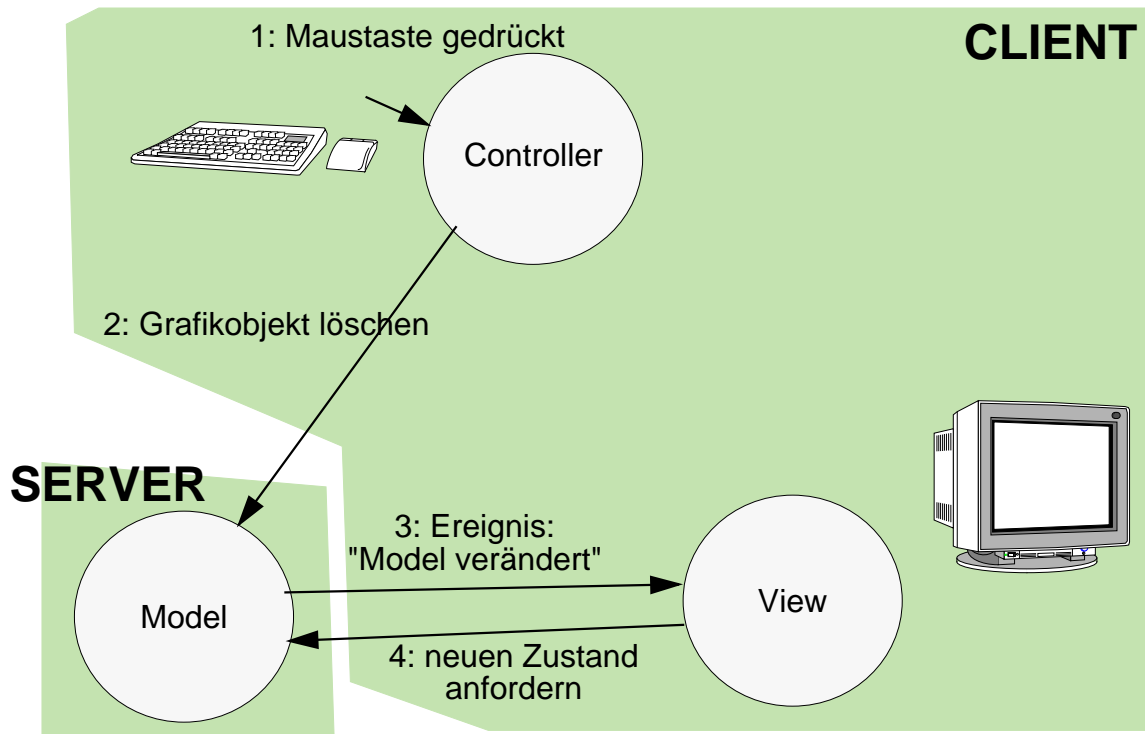 CLIENT
1: Maustaste gedrückt
Controller
2: Grafikobjekt löschen
SERVER
3: Ereignis:
"Model verändert"
Model
View
4: neuen Zustand
anfordern